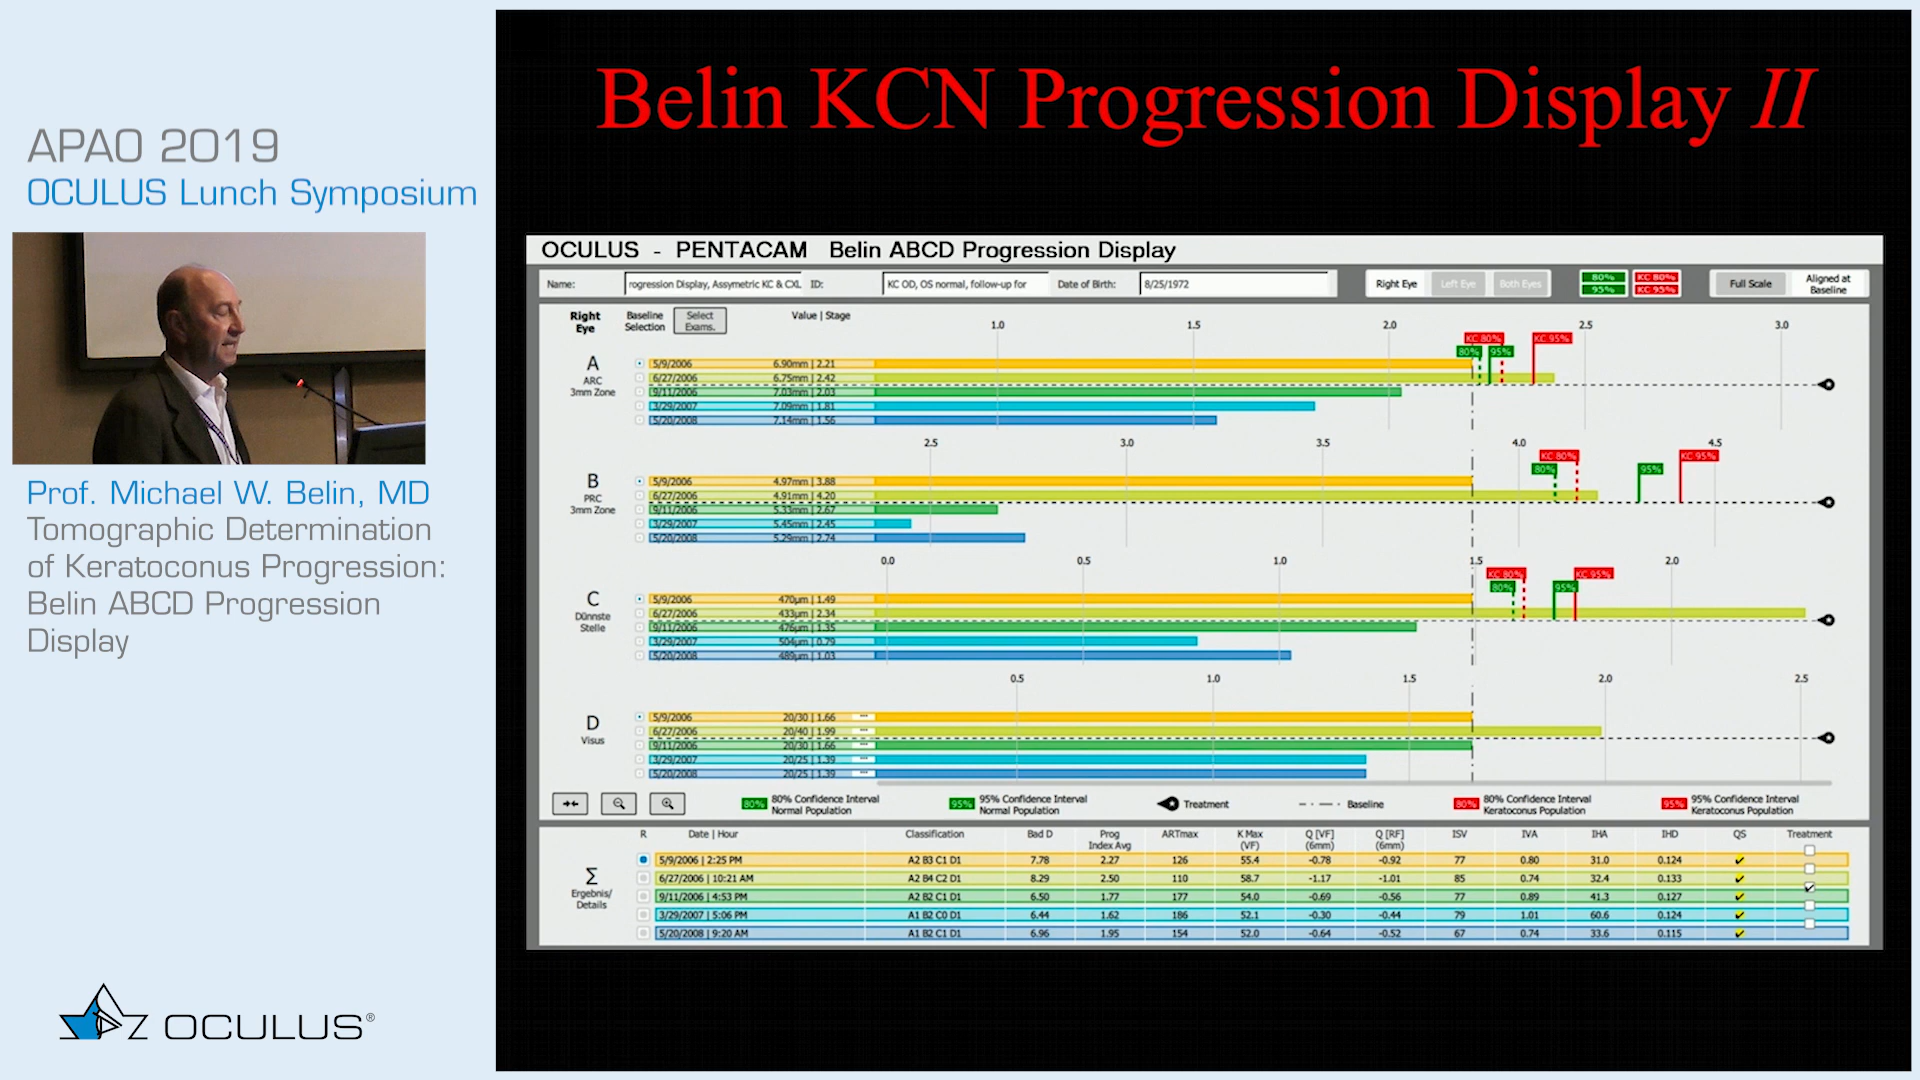 APAO 2019
OCULUS Lunch Symposium
Prof. Michael W. Belin, MD
Tomographic Determination
of Keratoconus Progression:
Belin ABCD Progression
Display
OCULUS®
Belin KCN Progression Display II
OCULUS - PENTACAM Belin ABCD Progression Display
Name: rogression Display, Assymetric KC & CXL ID: KC OD, OS normal, follow-up for Date of Birth: 8/25/1972 Right Eye Left Eye Both Eyes 80% 95% KC 80% KC 95% Full Scale Aligned at Baseline
Right Eye Baseline Selection Select Exams. Value | Stage
1.0 1.5 2.0 2.5 3.0
KC 80% KC 95%
80% 95%
A
ARC
3mm Zone
5/9/2006 6.90mm | 2.21
6/27/2006 6.75mm | 2.42
9/11/2006 7.03mm | 2.03
3/29/2007 7.09mm | 1.81
5/20/2008 7.14mm | 1.56
2.5 3.0 3.5 4.0 4.5
KC 80% KC 95%
80% 95%
B
PRC
3mm Zone
5/9/2006 4.97mm | 3.88
6/27/2006 4.91mm | 4.20
9/11/2006 5.33mm | 2.67
3/29/2007 5.45mm | 2.45
5/20/2008 5.29mm | 2.74
0.0 0.5 1.0 1.5 2.0
KC 80% KC 95%
80% 95%
C
Dünnste
Stelle
5/9/2006 470µm | 1.49
6/27/2006 433µm | 2.34
9/11/2006 476µm | 1.35
3/29/2007 504µm | 0.79
5/20/2008 489µm | 1.03
0.5 1.0 1.5 2.0 2.5
D
Visus
5/9/2006 20/30 | 1.66
6/27/2006 20/40 | 1.99
9/11/2006 20/30 | 1.66
3/29/2007 20/25 | 1.39
5/20/2008 20/25 | 1.39
80% 80% Confidence Interval Normal Population 95% 95% Confidence Interval Normal Population Treatment Baseline 80% 80% Confidence Interval Keratoconus Population 95% 95% Confidence Interval Keratoconus Population
R Date | Hour Classification Bad D Prog Index Avg ARTmax K Max (VF) Q [VF] (6mm) Q [RF] (6mm) ISV IVA IHA IHD QS Treatment
Σ
Ergebnis/
Details
5/9/2006 | 2:25 PM A2 B3 C1 D1 7.78 2.27 126 55.4 -0.78 -0.92 77 0.80 31.0 0.124
6/27/2006 | 10:21 AM A2 B4 C2 D1 8.29 2.50 110 58.7 -1.17 -1.01 85 0.74 32.4 0.133
9/11/2006 | 4:53 PM A2 B2 C1 D1 6.50 1.77 177 54.0 -0.69 -0.56 77 0.89 41.3 0.127
3/29/2007 | 5:06 PM A1 B2 C0 D1 6.44 1.62 186 52.1 -0.30 -0.44 79 1.01 60.6 0.124
5/20/2008 | 9:20 AM A1 B2 C1 D1 6.96 1.95 154 52.0 -0.64 -0.52 67 0.74 33.6 0.115